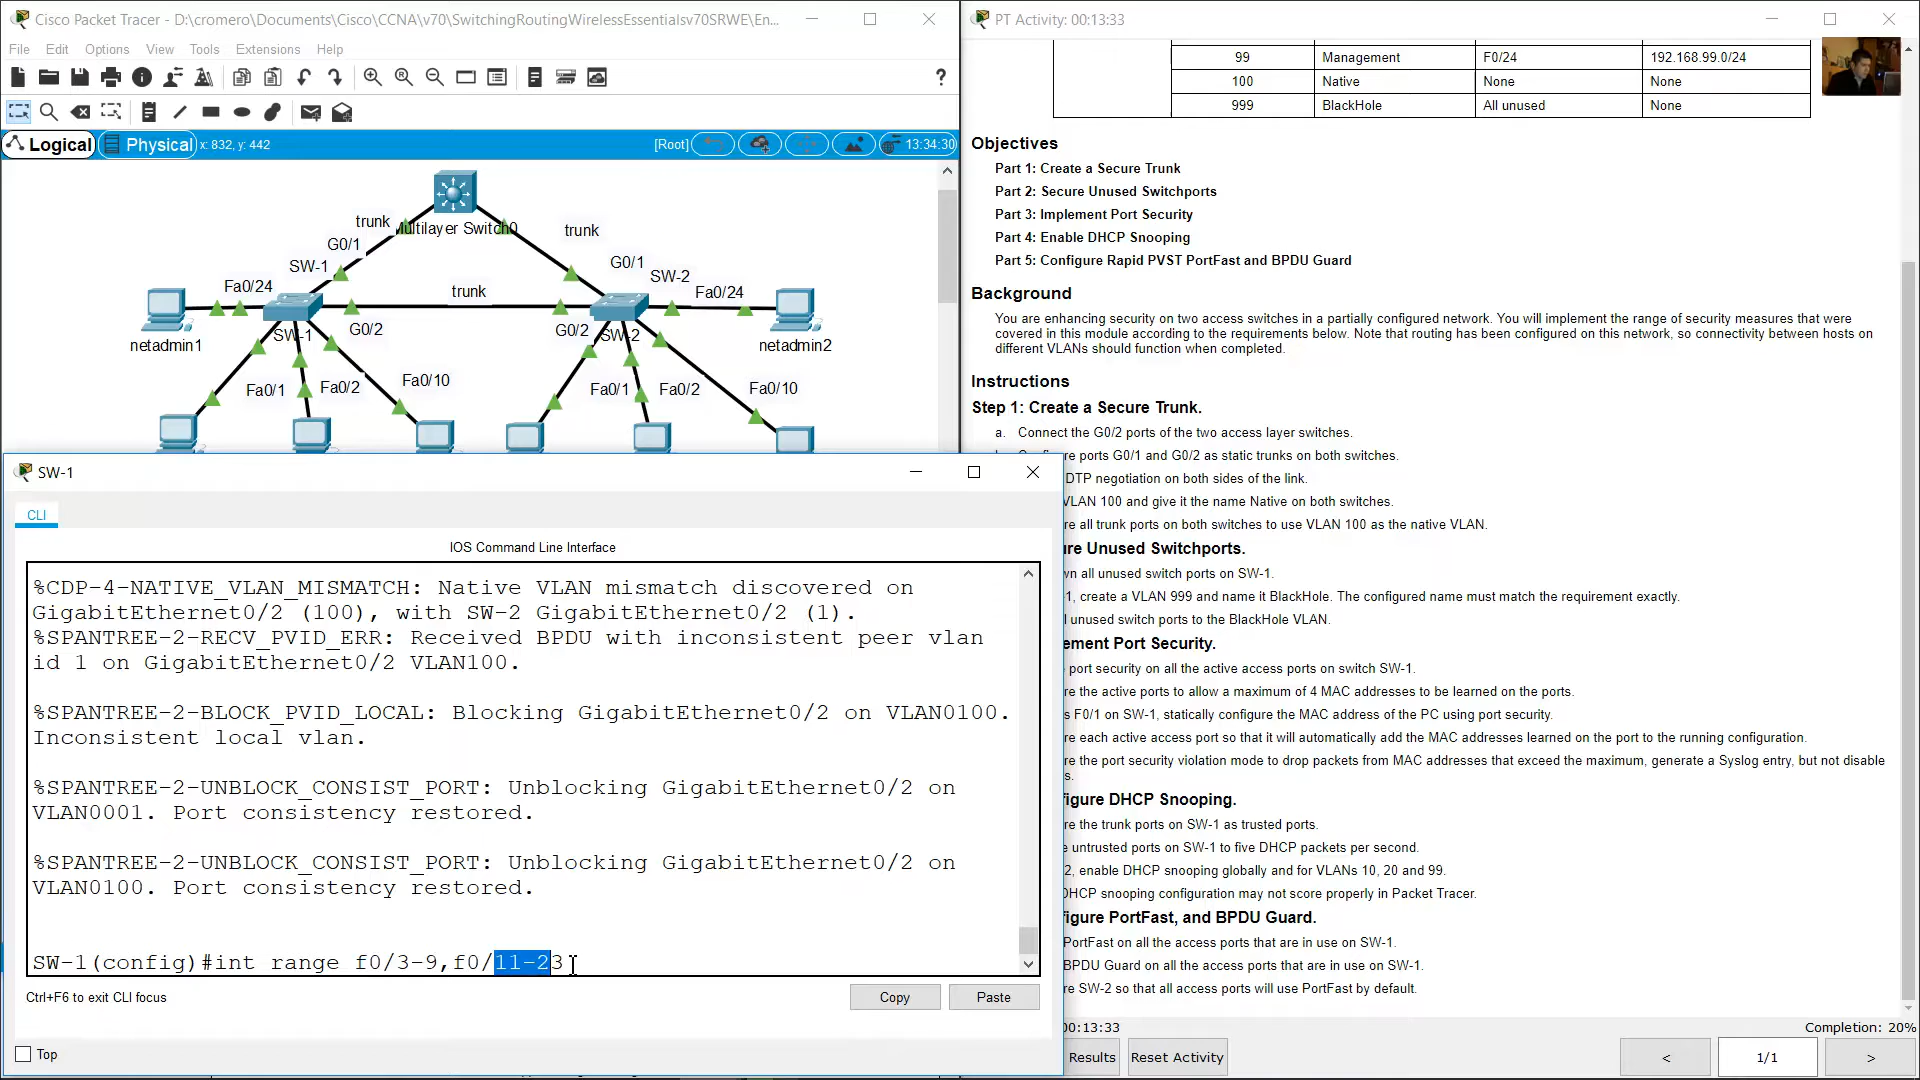 Cisco Packet Tracer - D:\cromero\Documents\Cisco\CCNA\v70\SwitchingRoutingWirelessEssentialsv70SRWE\En...
File Edit Options View Tools Extensions Help
Logical Physical x: 832, y: 442 [Root] 13:34:30
trunk
Multilayer Switch0
trunk
G0/1
G0/1
SW-1
SW-2
Fa0/24
trunk
Fa0/24
netadmin1
SW-1
G0/2
G0/2
SW-2
netadmin2
Fa0/1
Fa0/2
Fa0/10
Fa0/1
Fa0/2
Fa0/10
SW-1
CLI
IOS Command Line Interface
%CDP-4-NATIVE_VLAN_MISMATCH: Native VLAN mismatch discovered on
GigabitEthernet0/2 (100), with SW-2 GigabitEthernet0/2 (1).
%SPANTREE-2-RECV_PVID_ERR: Received BPDU with inconsistent peer vlan
id 1 on GigabitEthernet0/2 VLAN100.
%SPANTREE-2-BLOCK_PVID_LOCAL: Blocking GigabitEthernet0/2 on VLAN0100.
Inconsistent local vlan.
%SPANTREE-2-UNBLOCK_CONSIST_PORT: Unblocking GigabitEthernet0/2 on
VLAN0001. Port consistency restored.
%SPANTREE-2-UNBLOCK_CONSIST_PORT: Unblocking GigabitEthernet0/2 on
VLAN0100. Port consistency restored.
SW-1(config)#int range f0/3-9,f0/11-23
Ctrl+F6 to exit CLI focus
Copy Paste
Top
PT Activity: 00:13:33
99 Management F0/24 192.168.99.0/24
100 Native None None
999 BlackHole All unused None
Objectives
Part 1: Create a Secure Trunk
Part 2: Secure Unused Switchports
Part 3: Implement Port Security
Part 4: Enable DHCP Snooping
Part 5: Configure Rapid PVST PortFast and BPDU Guard
Background
You are enhancing security on two access switches in a partially configured network. You will implement the range of security measures that were
covered in this module according to the requirements below. Note that routing has been configured on this network, so connectivity between hosts on
different VLANs should function when completed.
Instructions
Step 1: Create a Secure Trunk.
a. Connect the G0/2 ports of the two access layer switches.
ports G0/1 and G0/2 as static trunks on both switches.
DTP negotiation on both sides of the link.
VLAN 100 and give it the name Native on both switches.
re all trunk ports on both switches to use VLAN 100 as the native VLAN.
ure Unused Switchports.
wn all unused switch ports on SW-1.
1, create a VLAN 999 and name it BlackHole. The configured name must match the requirement exactly.
unused switch ports to the BlackHole VLAN.
ement Port Security.
port security on all the active access ports on switch SW-1.
re the active ports to allow a maximum of 4 MAC addresses to be learned on the ports.
s F0/1 on SW-1, statically configure the MAC address of the PC using port security.
re each active access port so that it will automatically add the MAC addresses learned on the port to the running configuration.
re the port security violation mode to drop packets from MAC addresses that exceed the maximum, generate a Syslog entry, but not disable
s.
figure DHCP Snooping.
re the trunk ports on SW-1 as trusted ports.
e untrusted ports on SW-1 to five DHCP packets per second.
2, enable DHCP snooping globally and for VLANs 10, 20 and 99.
DHCP snooping configuration may not score properly in Packet Tracer.
figure PortFast, and BPDU Guard.
PortFast on all the access ports that are in use on SW-1.
BPDU Guard on all the access ports that are in use on SW-1.
re SW-2 so that all access ports will use PortFast by default.
00:13:33 Completion: 20%
Results Reset Activity < 1/1 >